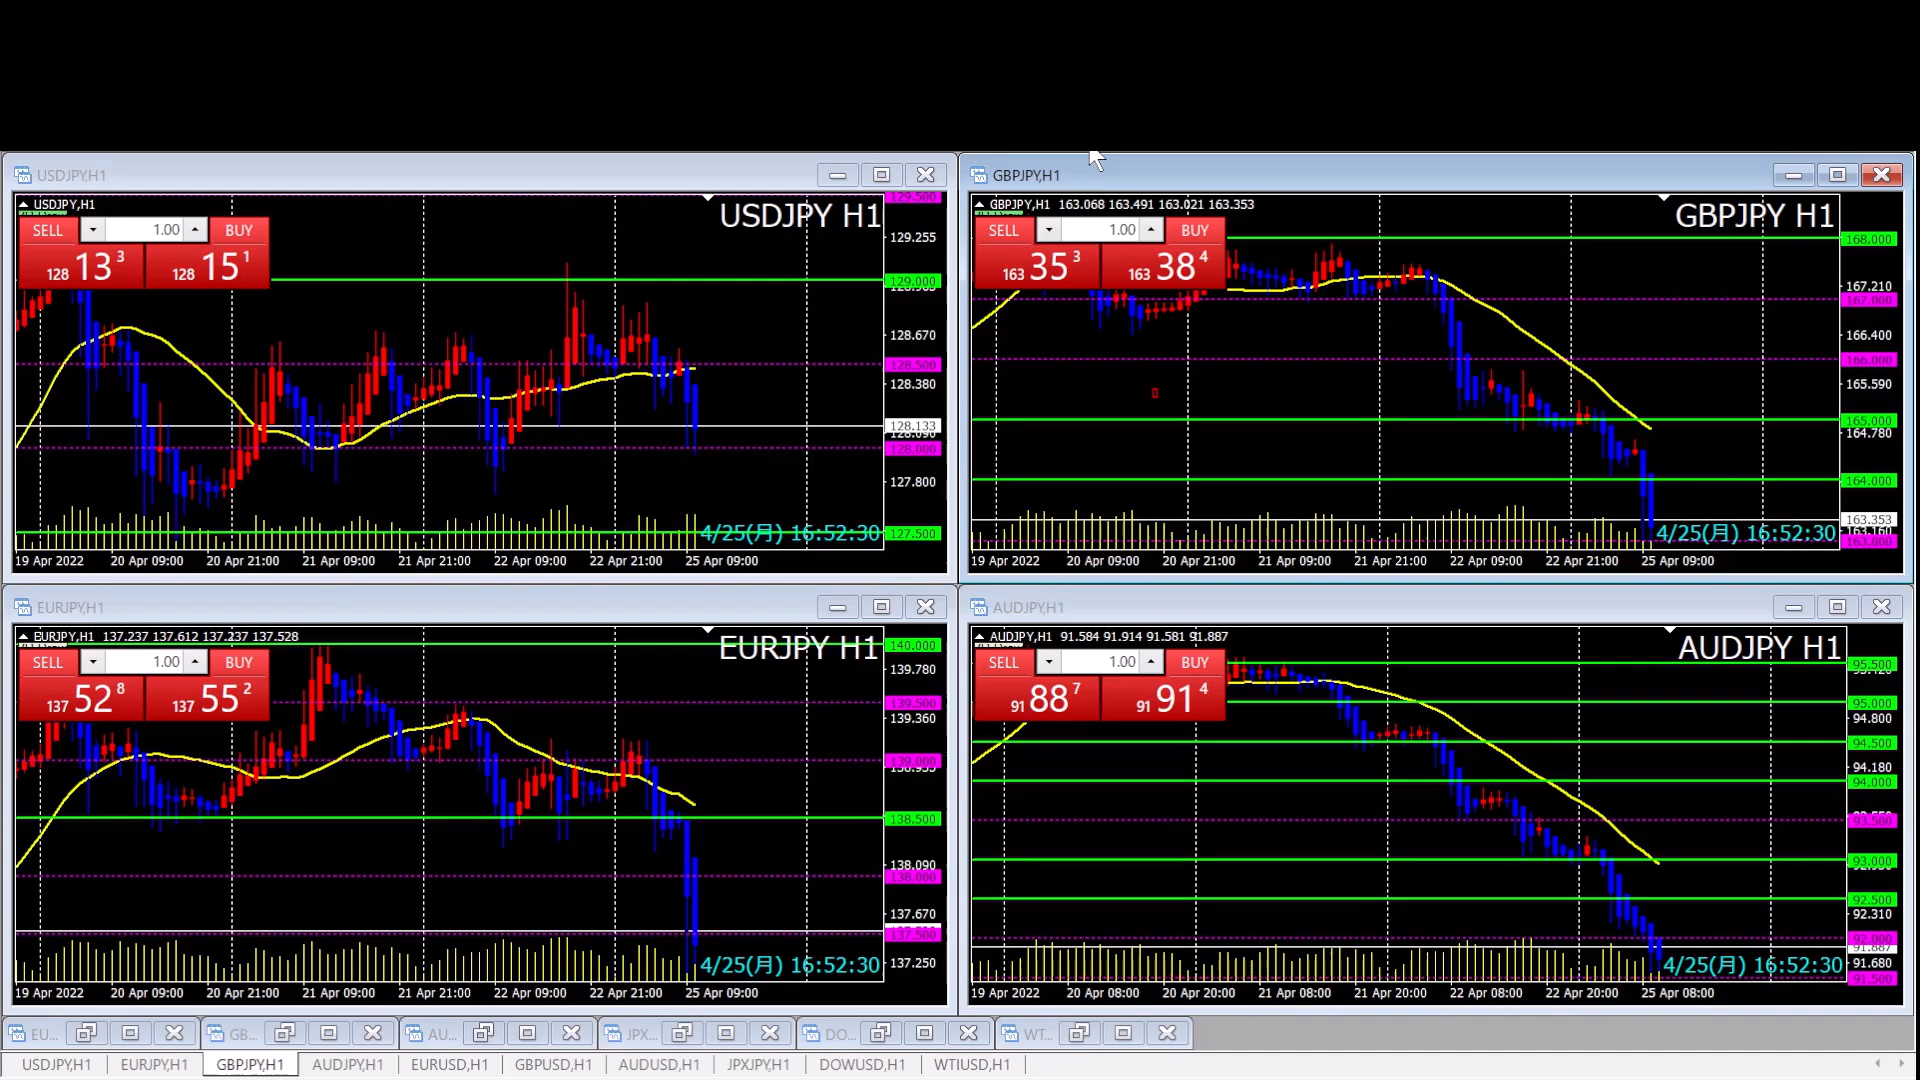 USDJPY,H1
USDJPY,H1
USDJPY H1
SELL 1.00 BUY
128 13 3 128 15 1
129.500
129.255
129.000
128.670
128.500
128.380
128.133
128.000
127.800
127.500
4/25(月) 16:52:30
19 Apr 2022 20 Apr 09:00 20 Apr 21:00 21 Apr 09:00 21 Apr 21:00 22 Apr 09:00 22 Apr 21:00 25 Apr 09:00
GBPJPY,H1
GBPJPY,H1 163.068 163.491 163.021 163.353
GBPJPY H1
SELL 1.00 BUY
163 35 3 163 38 4
168.000
167.210
167.000
166.400
166.000
165.590
165.000
164.780
164.000
163.353
163.160
163.000
4/25(月) 16:52:30
19 Apr 2022 20 Apr 09:00 20 Apr 21:00 21 Apr 09:00 21 Apr 21:00 22 Apr 09:00 22 Apr 21:00 25 Apr 09:00
EURJPY,H1
EURJPY,H1 137.237 137.612 137.237 137.528
EURJPY H1
SELL 1.00 BUY
137 52 8 137 55 2
140.000
139.780
139.500
139.360
139.000
138.500
138.090
138.000
137.670
137.500
137.250
4/25(月) 16:52:30
19 Apr 2022 20 Apr 09:00 20 Apr 21:00 21 Apr 09:00 21 Apr 21:00 22 Apr 09:00 22 Apr 21:00 25 Apr 09:00
AUDJPY,H1
AUDJPY,H1 91.584 91.914 91.581 91.887
AUDJPY H1
SELL 1.00 BUY
91 88 7 91 91 4
95.500
95.000
94.800
94.500
94.180
94.000
93.500
93.000
92.500
92.310
92.000
91.887
91.680
91.500
4/25(月) 16:52:30
19 Apr 2022 20 Apr 08:00 20 Apr 20:00 21 Apr 08:00 21 Apr 20:00 22 Apr 08:00 22 Apr 20:00 25 Apr 08:00
EU... GB... AU... JPX... DO... WT...
USDJPY,H1 EURJPY,H1 GBPJPY,H1 AUDJPY,H1 EURUSD,H1 GBPUSD,H1 AUDUSD,H1 JPXJPY,H1 DOWUSD,H1 WTIUSD,H1